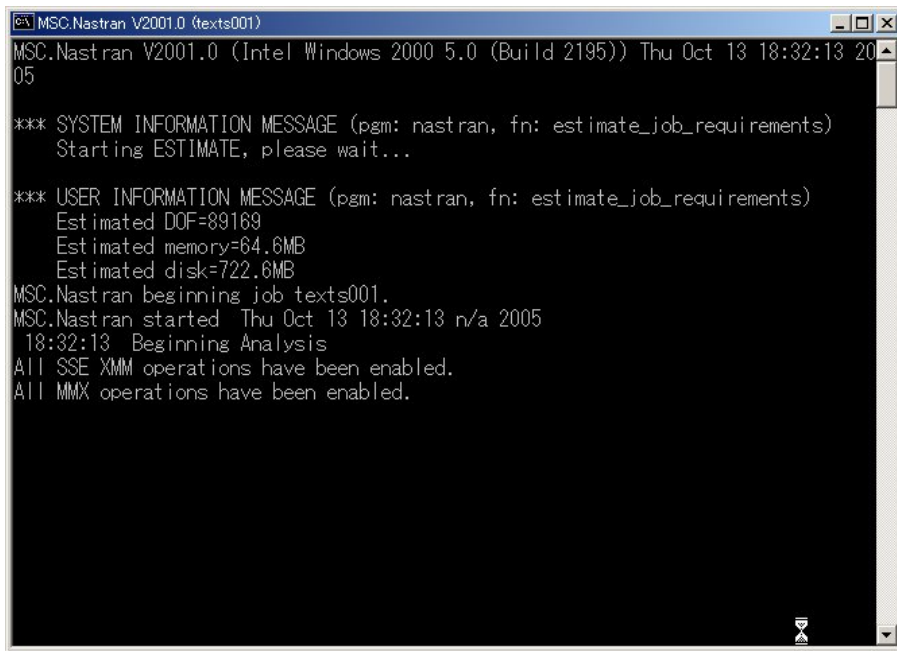 MSC.Nastran V2001.0 (texts001)
MSC.Nastran V2001.0 (Intel Windows 2000 5.0 (Build 2195)) Thu Oct 13 18:32:13 20
05
*** SYSTEM INFORMATION MESSAGE (pgm: nastran, fn: estimate_job_requirements)
Starting ESTIMATE, please wait...
*** USER INFORMATION MESSAGE (pgm: nastran, fn: estimate_job_requirements)
Estimated DOF=89169
Estimated memory=64.6MB
Estimated disk=722.6MB
MSC.Nastran beginning job texts001.
MSC.Nastran started  Thu Oct 13 18:32:13 n/a 2005
18:32:13  Beginning Analysis
All SSE XMM operations have been enabled.
All MMX operations have been enabled.